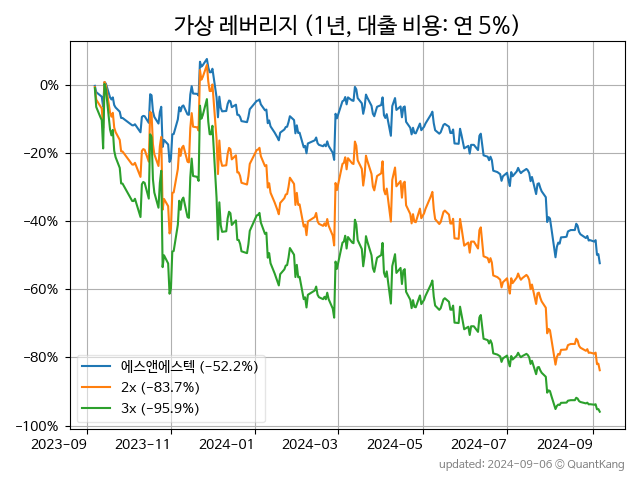 가상 레버리지 (1년, 대출 비용: 연 5%)
0%
−20%
−40%
−60%
−80%
−100%
에스앤에스텍 (−52.2%)
2x (−83.7%)
3x (−95.9%)
2023-09 2023-11 2024-01 2024-03 2024-05 2024-07 2024-09
updated: 2024-09-06 © QuantKang